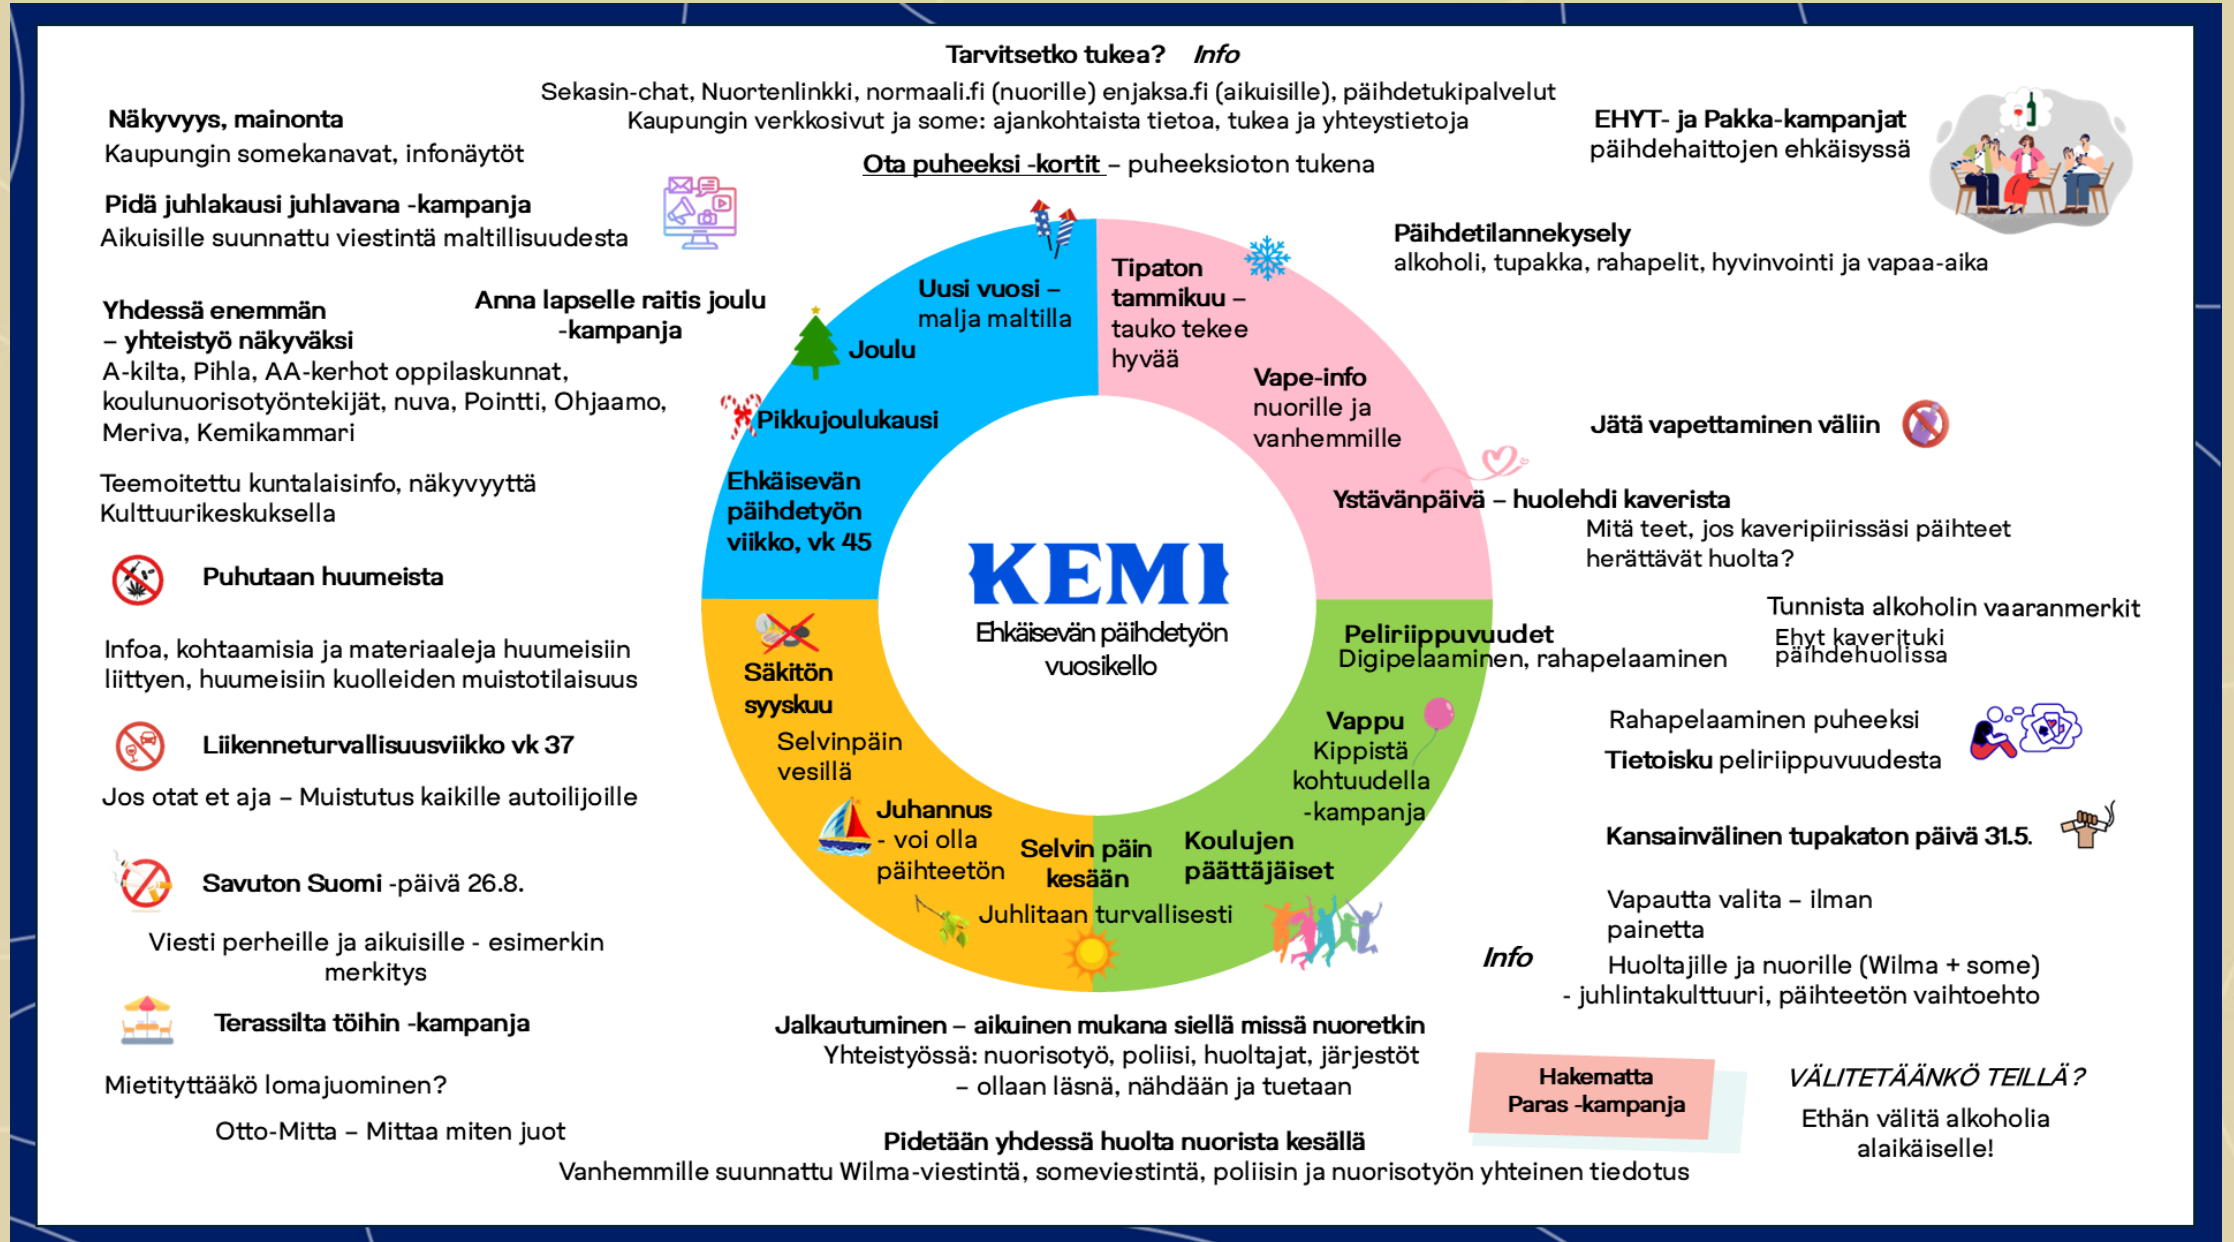 Tarvitsetko tukea? Info
Sekasin-chat, Nuortenlinkki, normaali.fi (nuorille) enjaksa.fi (aikuisille), päihdetukipalvelut
Kaupungin verkkosivut ja some: ajankohtaista tietoa, tukea ja yhteystietoja
Ota puheeksi -kortit – puheeksioton tukena
Näkyvyys, mainonta
Kaupungin somekanavat, infonäytöt
Pidä juhlakausi juhlavana -kampanja
Aikuisille suunnattu viestintä maltillisuudesta
Anna lapselle raitis joulu
-kampanja
Yhdessä enemmän
– yhteistyö näkyväksi
A-kilta, Pihla, AA-kerhot oppilaskunnat,
koulunuorisotyöntekijät, nuva, Pointti, Ohjaamo,
Meriva, Kemikammari
Teemoitettu kuntalaisinfo, näkyvyyttä
Kulttuurikeskuksella
Puhutaan huumeista
Infoa, kohtaamisia ja materiaaleja huumeisiin
liittyen, huumeisiin kuolleiden muistotilaisuus
Liikenneturvallisuusviikko vk 37
Jos otat et aja – Muistutus kaikille autoilijoille
Savuton Suomi -päivä 26.8.
Viesti perheille ja aikuisille - esimerkin
merkitys
Terassilta töihin -kampanja
Mietityttääkö lomajuominen?
Otto-Mitta – Mittaa miten juot
Uusi vuosi –
malja maltilla
Joulu
Pikkujoulukausi
Ehkäisevän
päihdetyön
viikko, vk 45
Tipaton
tammikuu –
tauko tekee
hyvää
Vape-info
nuorille ja
vanhemmille
Ystävänpäivä – huolehdi kaverista
Mitä teet, jos kaveripiirissäsi päihteet
herättävät huolta?
KEMI
Ehkäisevän päihdetyön
vuosikello
Säkitön
syyskuu
Selvinpäin
vesillä
Juhannus
- voi olla
päihteetön
Selvin päin
kesään
Juhlitaan turvallisesti
Koulujen
päättäjäiset
Vappu
Kippistä
kohtuudella
-kampanja
Peliriippuvuudet
Digipelaaminen, rahapelaaminen
EHYT- ja Pakka-kampanjat
päihdehaittojen ehkäisyssä
Päihdetilannekysely
alkoholi, tupakka, rahapelit, hyvinvointi ja vapaa-aika
Jätä vapettaminen väliin
Tunnista alkoholin vaaranmerkit
Ehyt kaverituki
päihdehuolissa
Rahapelaaminen puheeksi
Tietoisku peliriippuvuudesta
Kansainvälinen tupakaton päivä 31.5.
Vapautta valita – ilman
painetta
Info
Huoltajille ja nuorille (Wilma + some)
- juhlintakulttuuri, päihteetön vaihtoehto
Jalkautuminen – aikuinen mukana siellä missä nuoretkin
Yhteistyössä: nuorisotyö, poliisi, huoltajat, järjestöt
– ollaan läsnä, nähdään ja tuetaan
Hakematta
Paras -kampanja
VÄLITETÄÄNKÖ TEILLÄ?
Ethän välitä alkoholia
alaikäiselle!
Pidetään yhdessä huolta nuorista kesällä
Vanhemmille suunnattu Wilma-viestintä, someviestintä, poliisin ja nuorisotyön yhteinen tiedotus